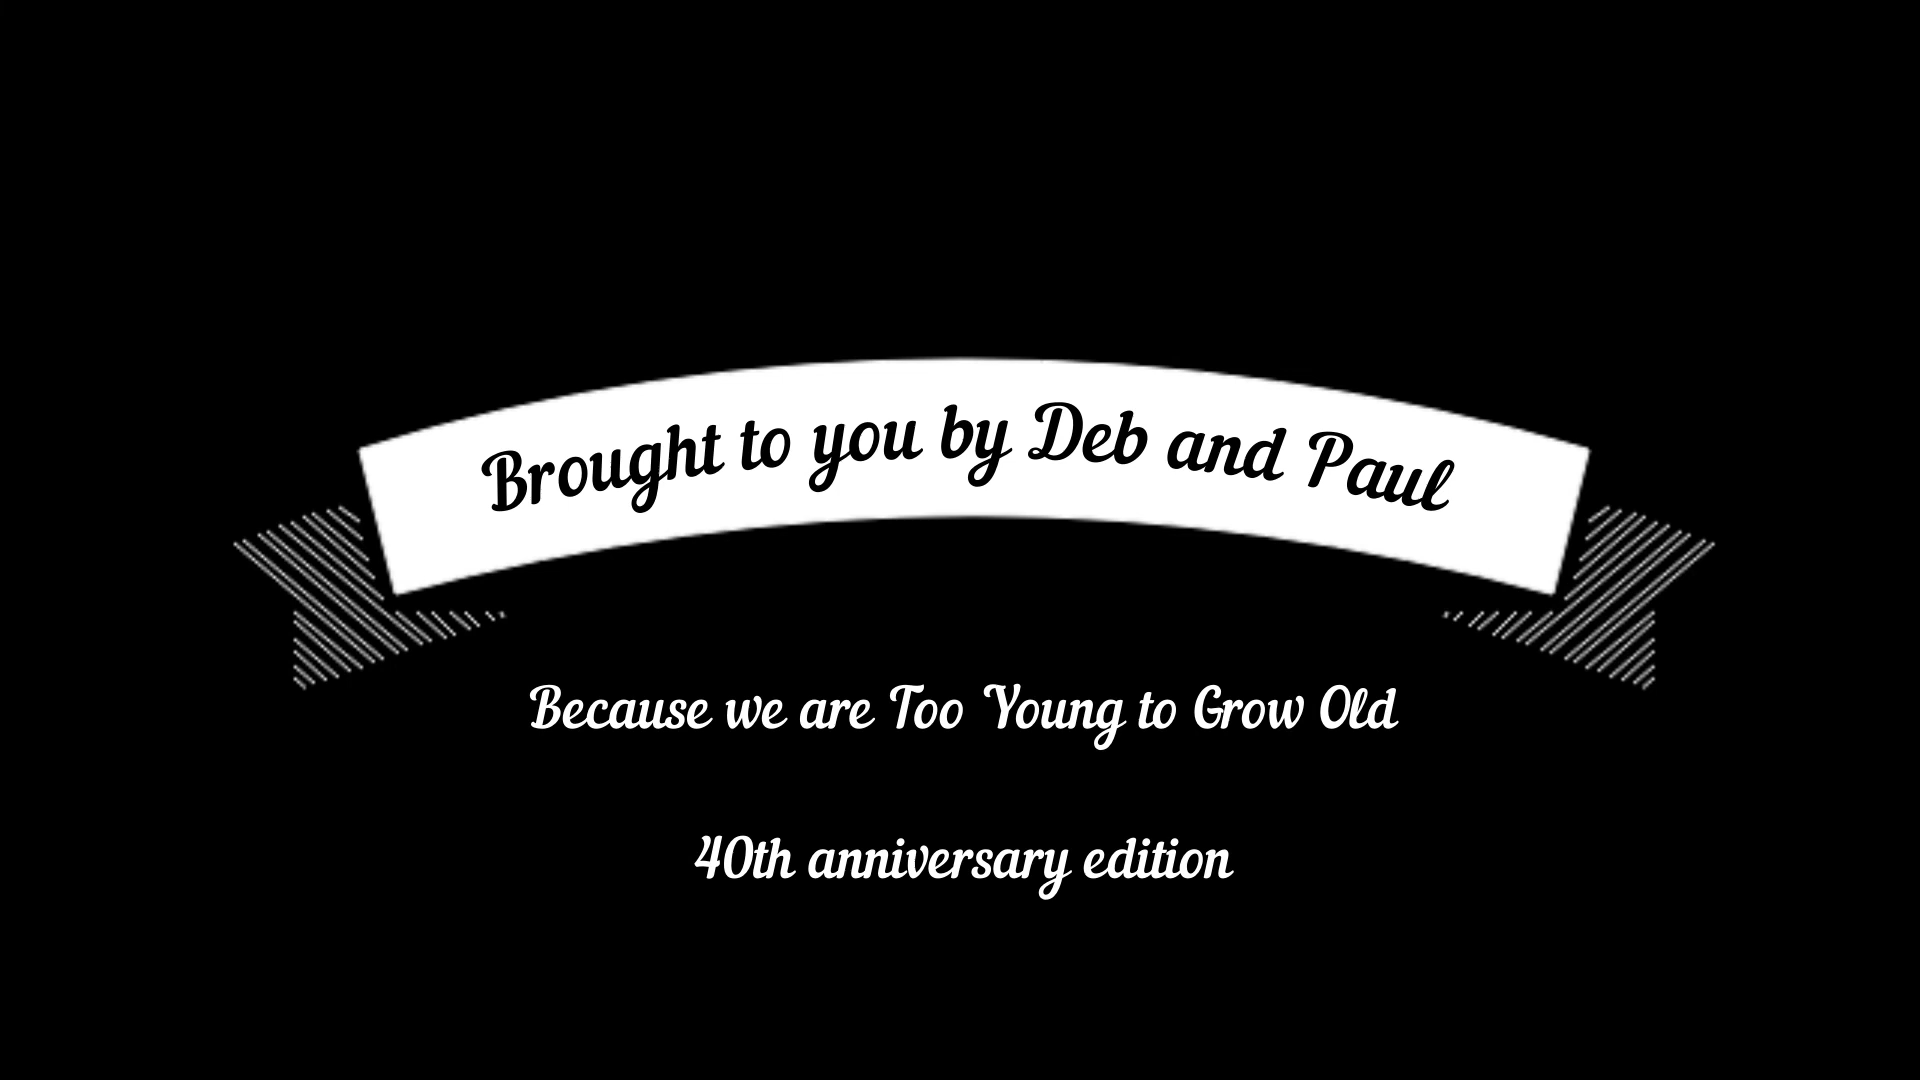 Brought to you by Deb and Paul
Because we are Too Young to Grow Old
40th anniversary edition